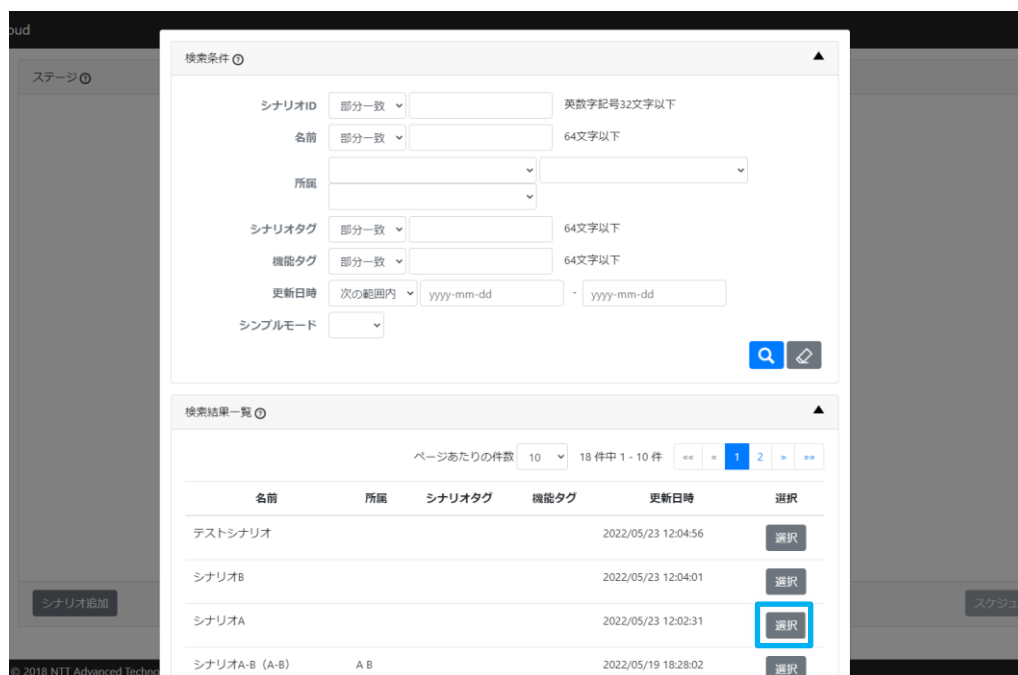 oud
ステージ
検索条件
シナリオID 部分一致 英数字記号32文字以下
名前 部分一致 64文字以下
所属
シナリオタグ 部分一致 64文字以下
機能タグ 部分一致 64文字以下
更新日時 次の範囲内 yyyy-mm-dd - yyyy-mm-dd
シンプルモード
検索結果一覧
ページあたりの件数 10 18 件中 1 - 10 件 «« « 1 2 » »»
名前 所属 シナリオタグ 機能タグ 更新日時 選択
テストシナリオ 2022/05/23 12:04:56 選択
シナリオB 2022/05/23 12:04:01 選択
シナリオA 2022/05/23 12:02:31 選択
シナリオA-B（A-B） A B 2022/05/19 18:28:02 選択
シナリオ追加
スケジュ
© 2018 NTT Advanced Techno